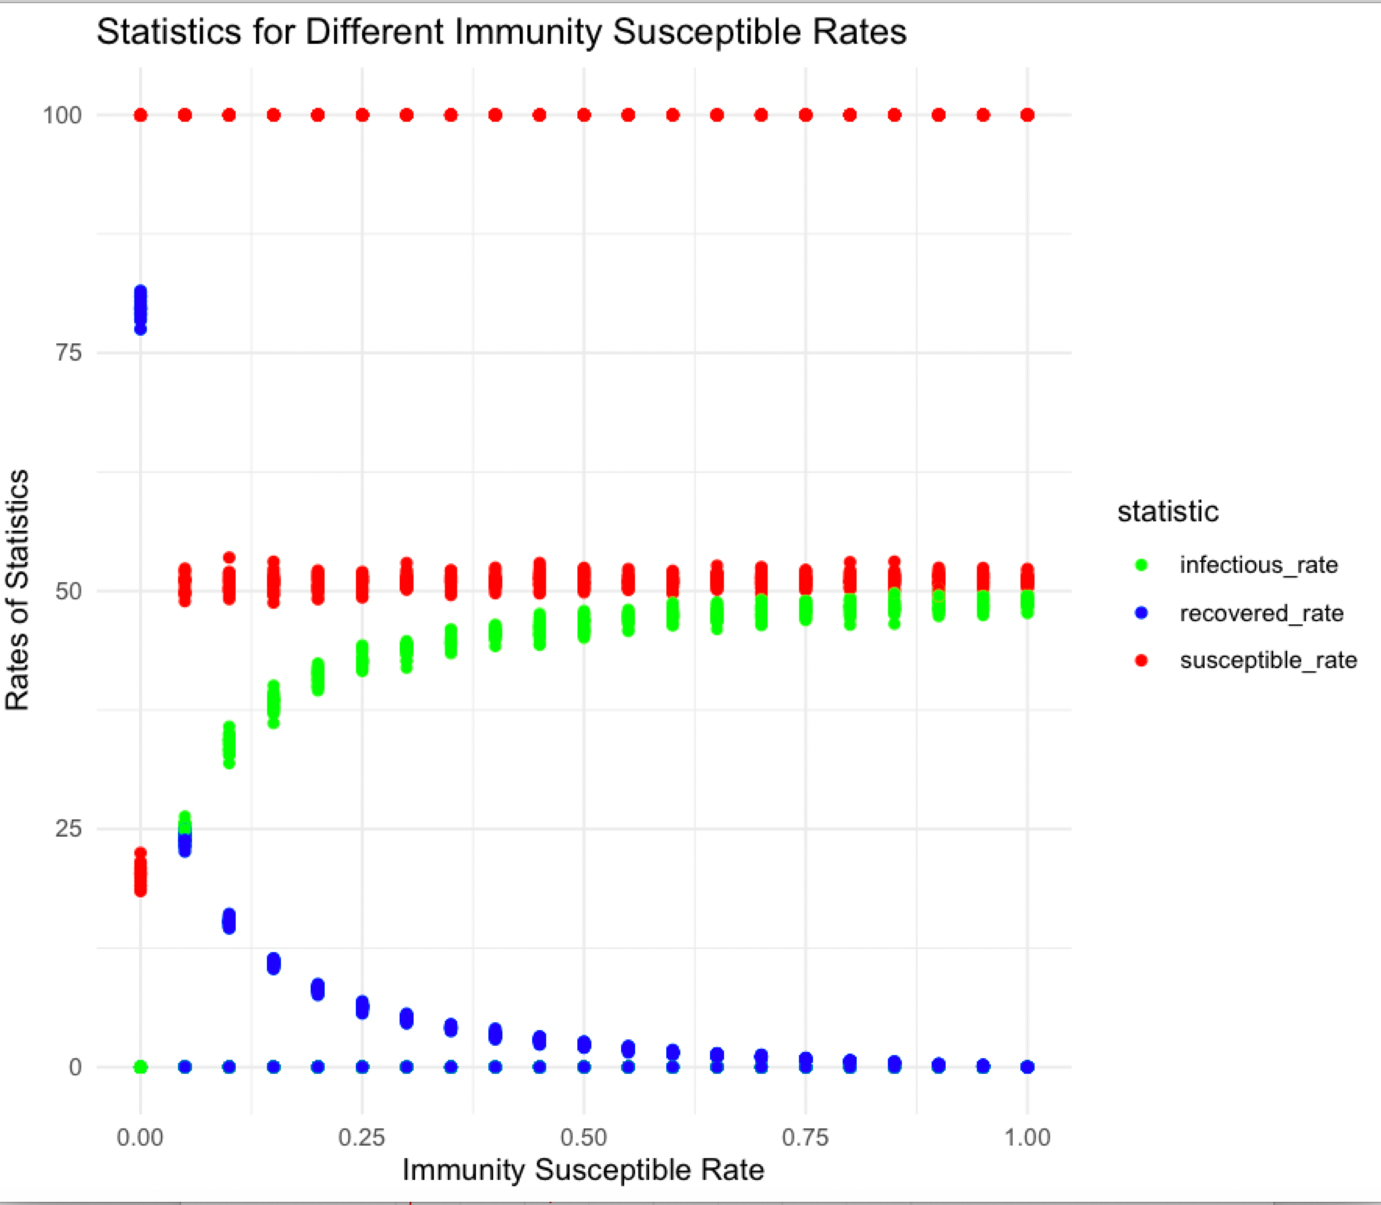 Statistics for Different Immunity Susceptible Rates
100
75
50
25
0
Rates of Statistics
0.00 0.25 0.50 0.75 1.00
Immunity Susceptible Rate
statistic
infectious_rate
recovered_rate
susceptible_rate